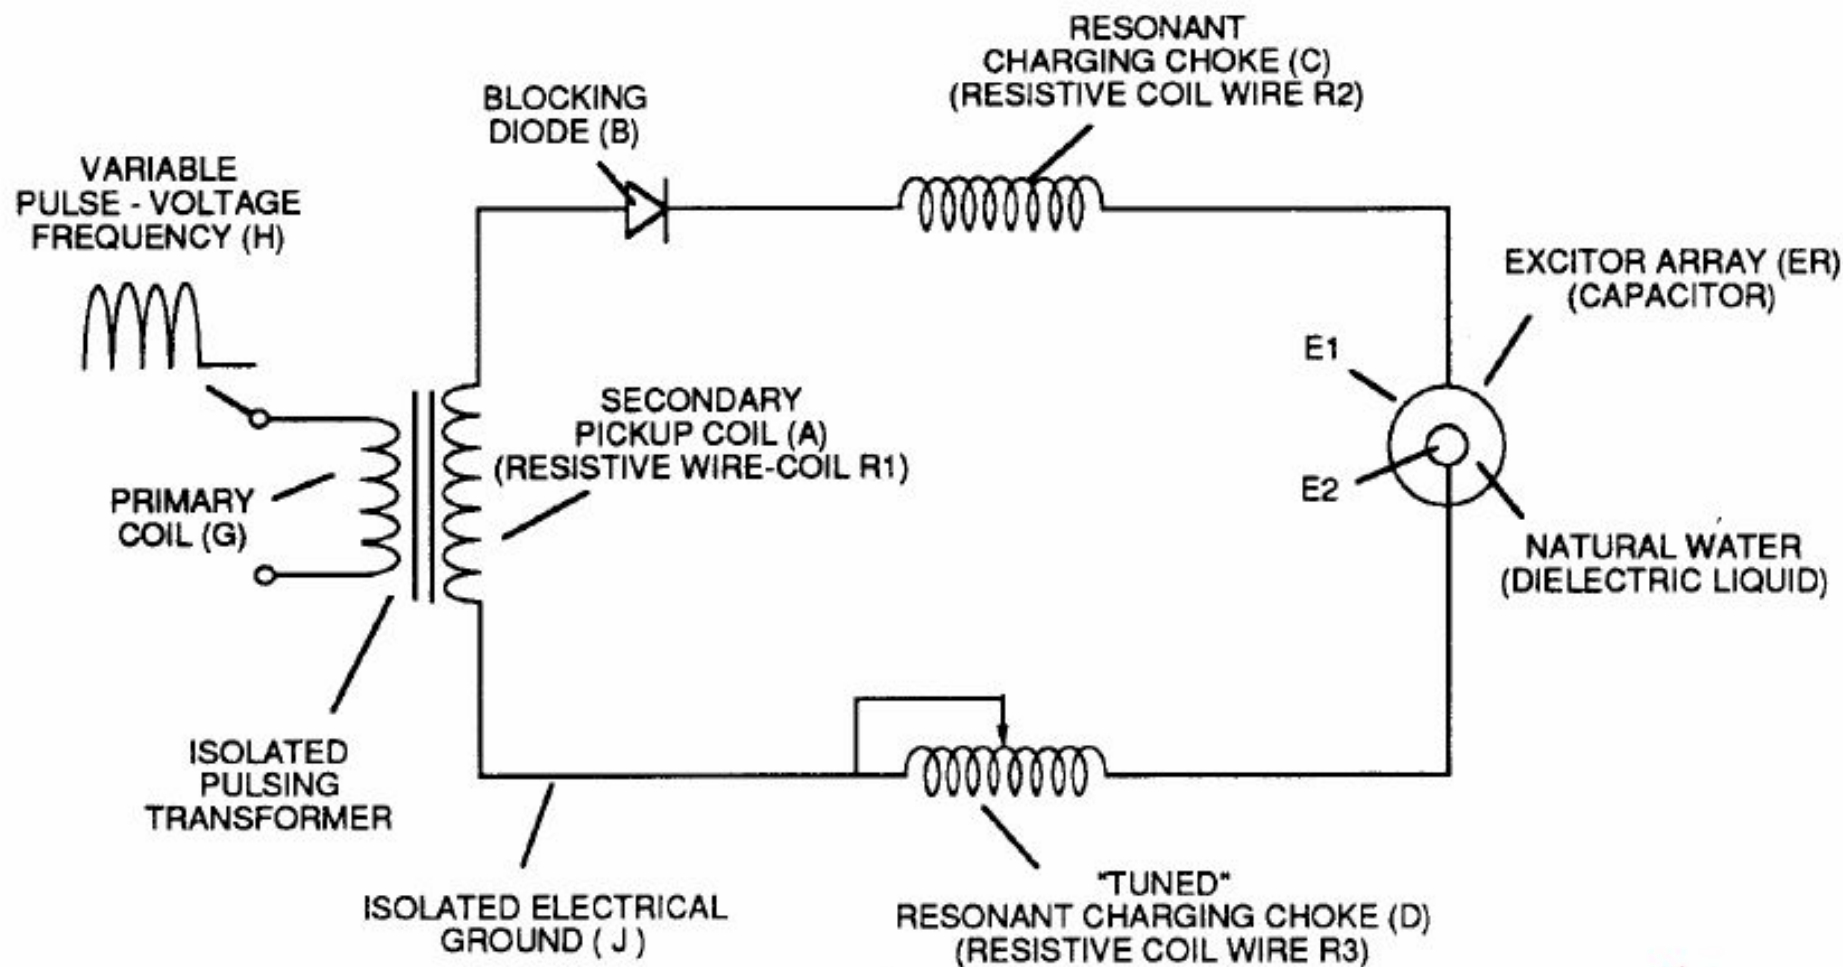 RESONANT
CHARGING CHOKE (C)
(RESISTIVE COIL WIRE R2)
BLOCKING
DIODE (B)
VARIABLE
PULSE - VOLTAGE
FREQUENCY (H)
EXCITOR ARRAY (ER)
(CAPACITOR)
E1
SECONDARY
PICKUP COIL (A)
(RESISTIVE WIRE-COIL R1)
E2
PRIMARY
COIL (G)
NATURAL WATER
(DIELECTRIC LIQUID)
ISOLATED
PULSING
TRANSFORMER
ISOLATED ELECTRICAL
GROUND ( J )
"TUNED"
RESONANT CHARGING CHOKE (D)
(RESISTIVE COIL WIRE R3)